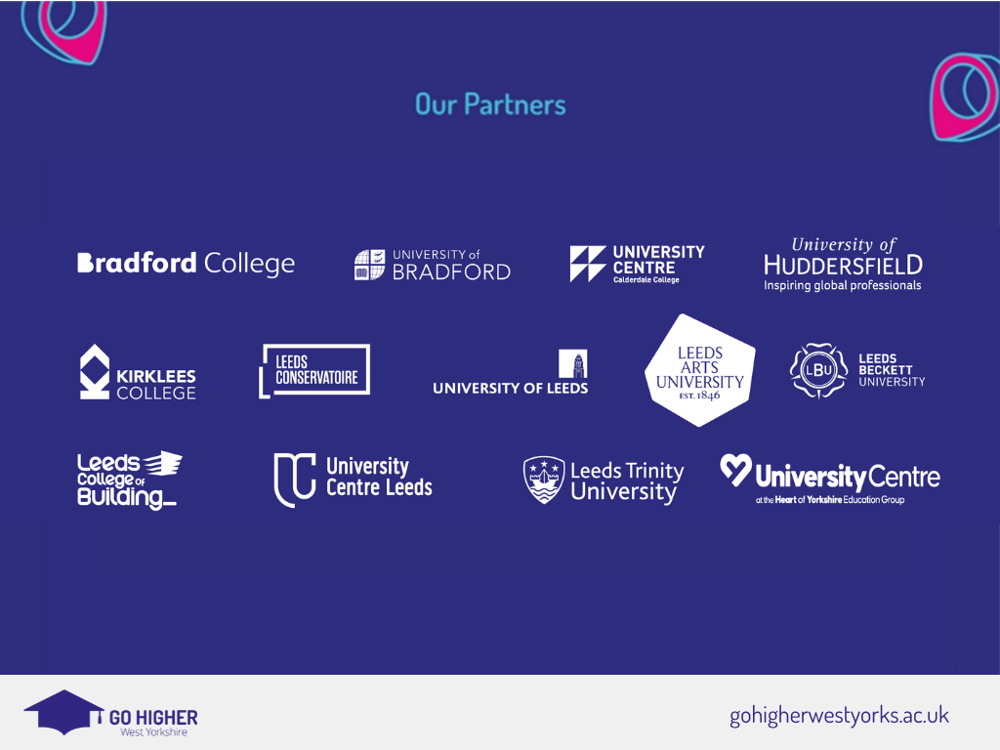 Our Partners
Bradford College
UNIVERSITY of
BRADFORD
UNIVERSITY
CENTRE
Calderdale College
University of
HUDDERSFIELD
Inspiring global professionals
KIRKLEES
COLLEGE
LEEDS
CONSERVATOIRE
UNIVERSITY OF LEEDS
LEEDS
ARTS
UNIVERSITY
EST. 1846
LBU
LEEDS
BECKETT
UNIVERSITY
Leeds
College of
Building_
University
Centre Leeds
Leeds Trinity
University
University Centre
at the Heart of Yorkshire Education Group
GO HIGHER
West Yorkshire
gohigherwestyorks.ac.uk